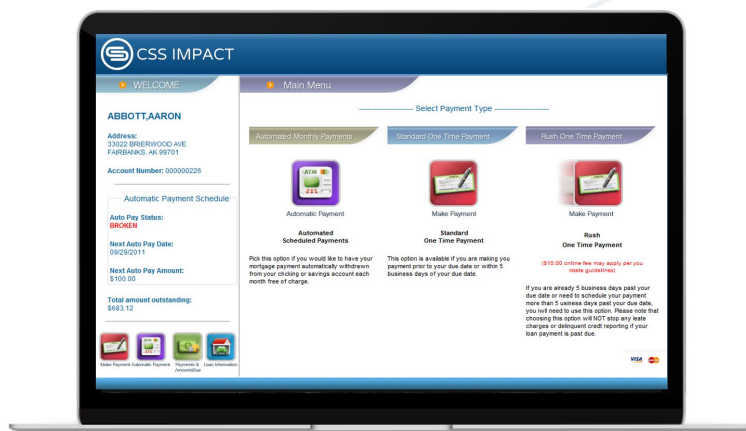 CSS IMPACT
WELCOME
Main Menu
ABBOTT,AARON
Address:
33022 BRIERWOOD AVE
FAIRBANKS, AK 99701
Account Number: 000000226
Automatic Payment Schedule
Auto Pay Status:
BROKEN
Next Auto Pay Date:
09/29/2011
Next Auto Pay Amount:
$100.00
Total amount outstanding:
$683.12
Make Payment
Automatic Payment
Payments &
AmountsDue
Loan Information
-------------------- Select Payment Type --------------------
Automated Monthly Payments
ATM
Automatic Payment
Automated
Scheduled Payments
Pick this option if you would like to have your
mortgage payment automatically withdrawn
from your chcking or savings account each
month free of charge.
Standard One Time Payment
Make Payment
Standard
One Time Payment
This option is available if you are making you
payment prior to your due date or within 5
business days of your due date.
Rush One Time Payment
Make Payment
Rush
One Time Payment
($10.00 online fee may apply per you
rstate guidelines)
If you are already 5 business days past your
due date or need to schedule your payment
more than 5 usiness days past your due date,
you iwll need to use this option. Please note that
choosing this option will NOT stop any leate
charges or delinquent credt reporting if your
loan payment is past due.
VISA